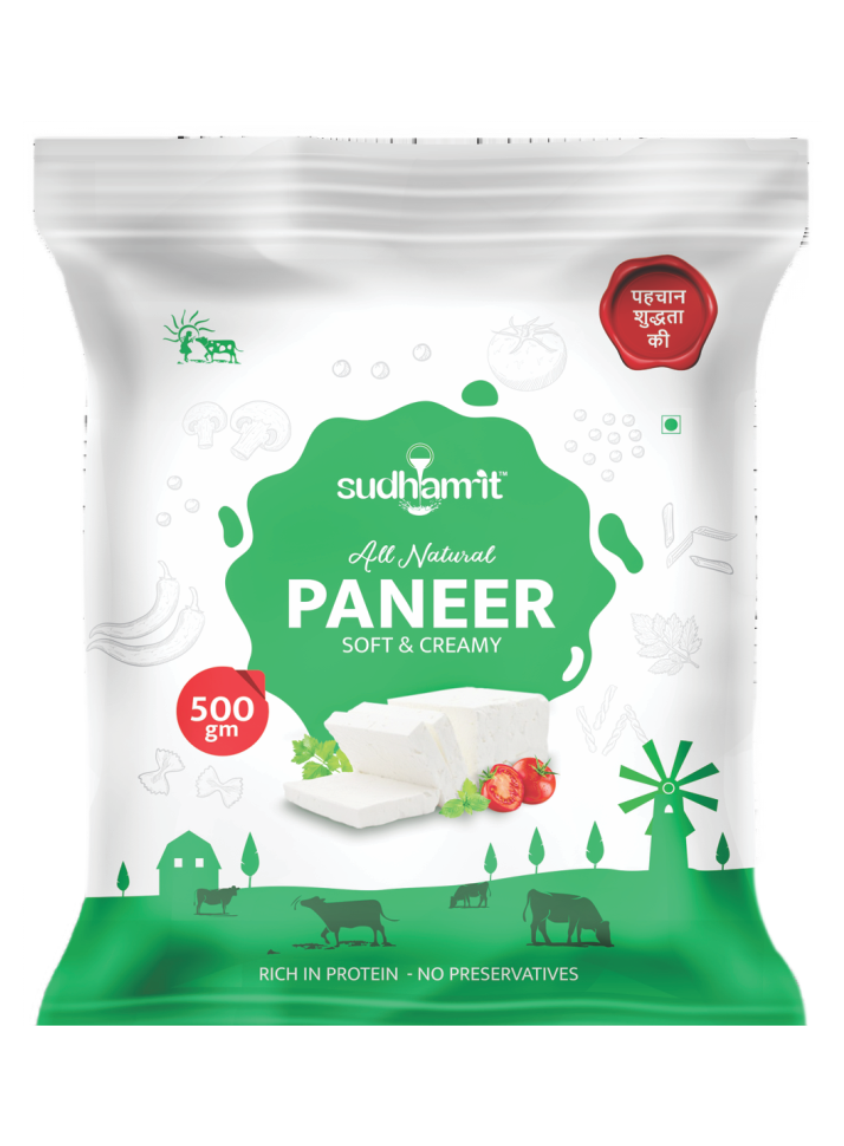 पहचान
शुद्धता
की
sudhamrit™
All Natural
PANEER
SOFT & CREAMY
500
gm
RICH IN PROTEIN - NO PRESERVATIVES